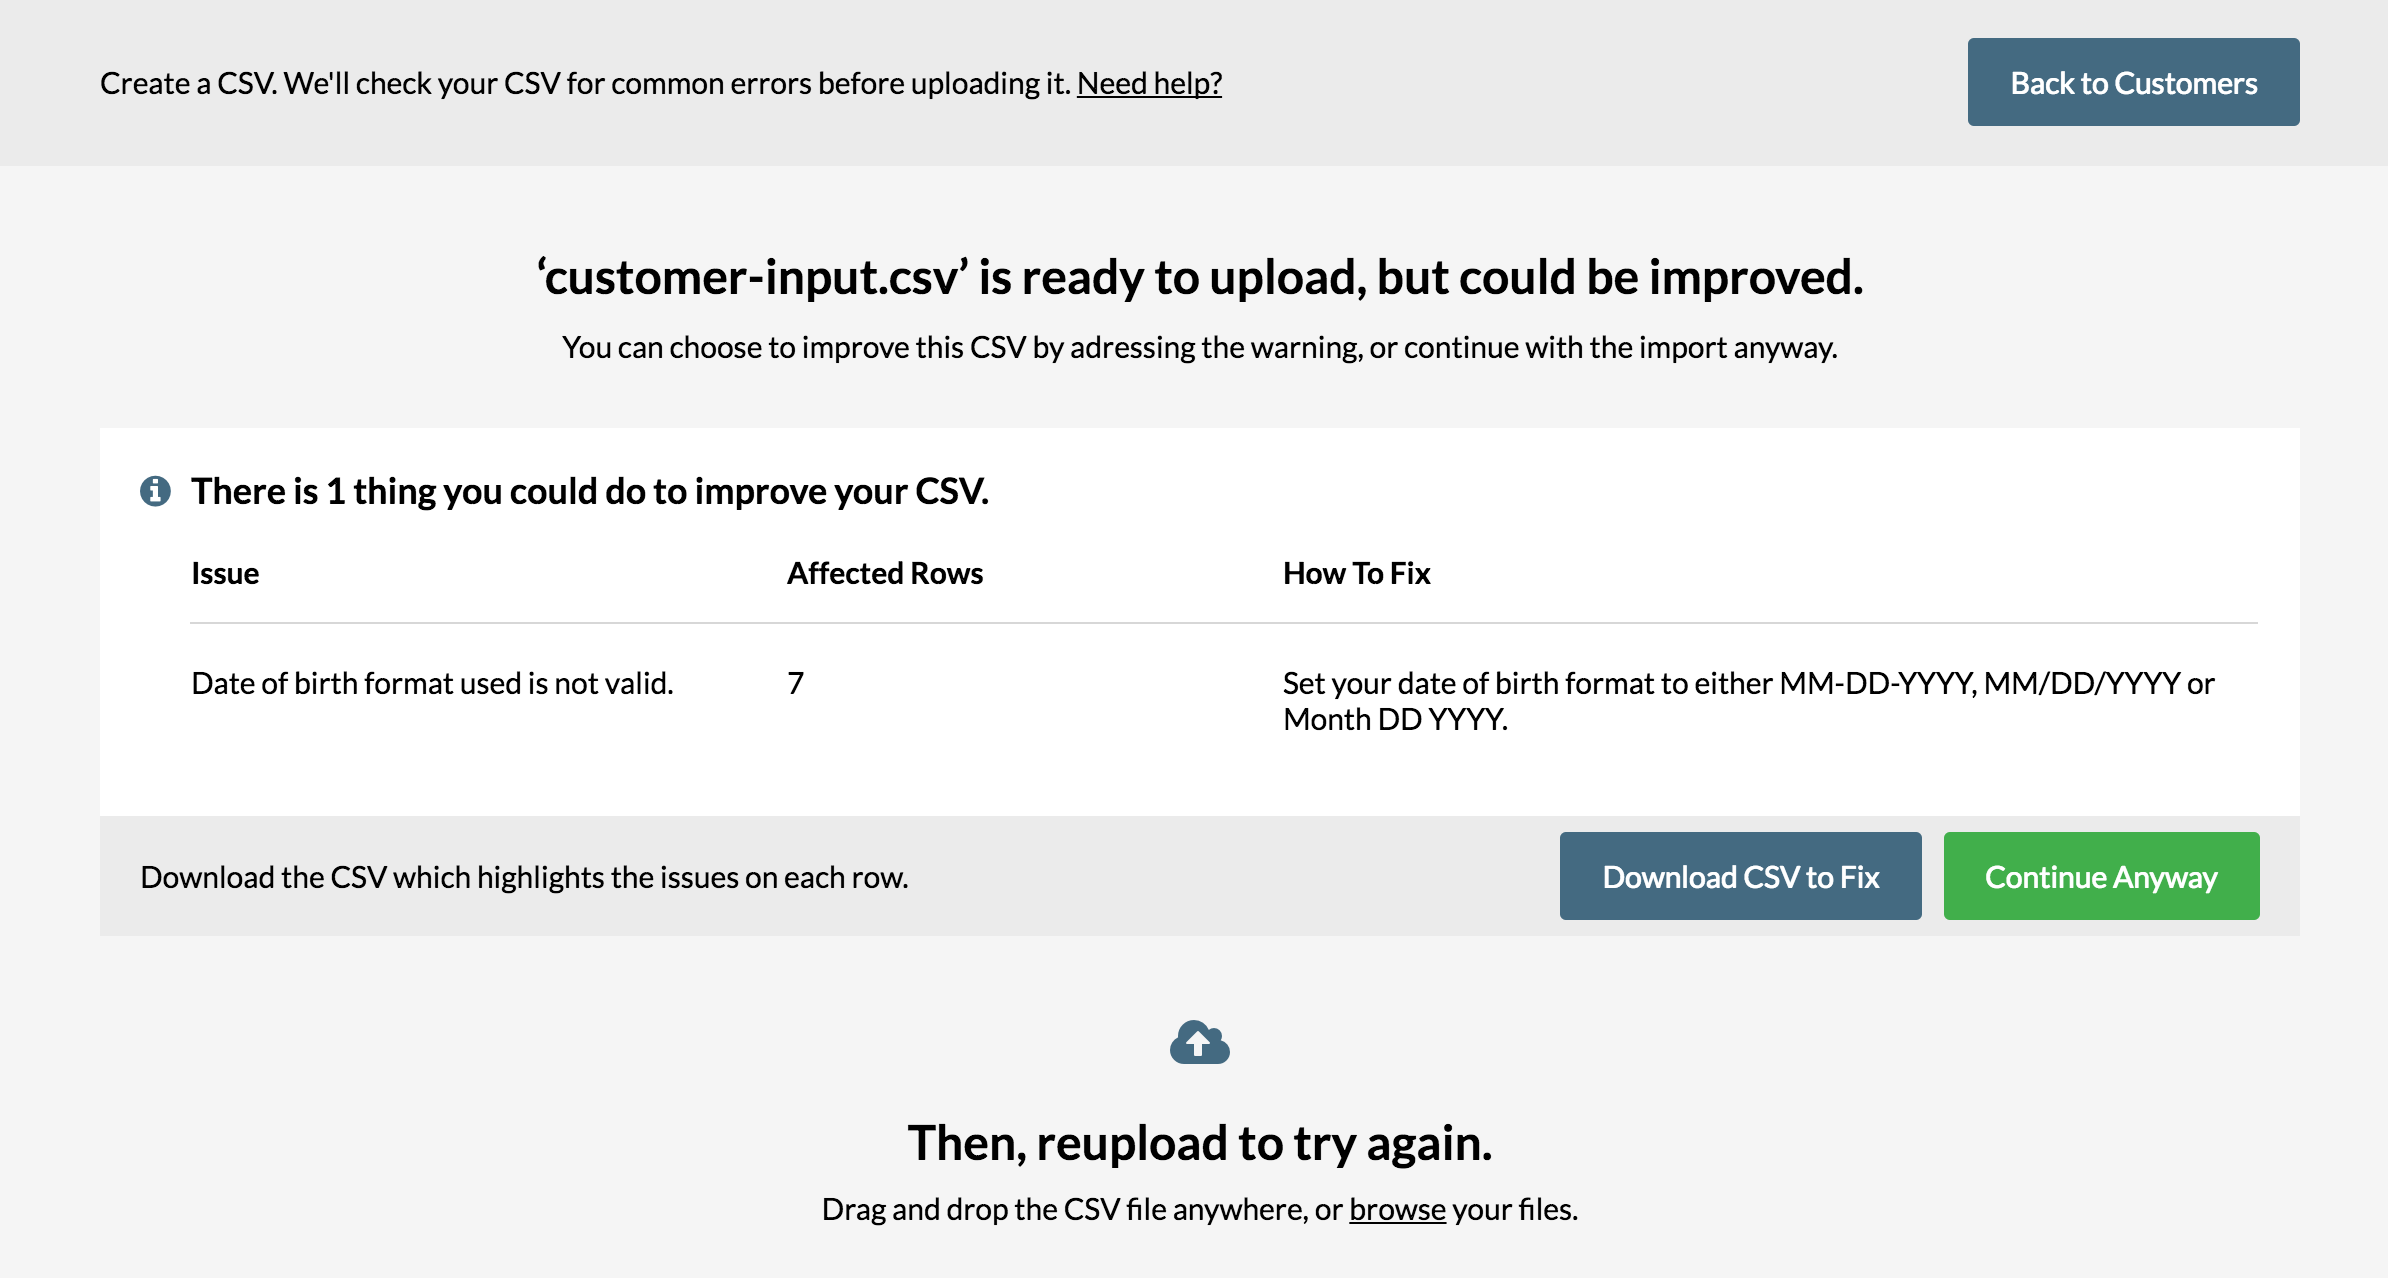 Create a CSV. We'll check your CSV for common errors before uploading it. Need help?
Back to Customers
‘customer-input.csv’ is ready to upload, but could be improved.
You can choose to improve this CSV by adressing the warning, or continue with the import anyway.
There is 1 thing you could do to improve your CSV.
Issue
Affected Rows
How To Fix
Date of birth format used is not valid.
7
Set your date of birth format to either MM-DD-YYYY, MM/DD/YYYY or
Month DD YYYY.
Download the CSV which highlights the issues on each row.
Download CSV to Fix
Continue Anyway
Then, reupload to try again.
Drag and drop the CSV file anywhere, or browse your files.